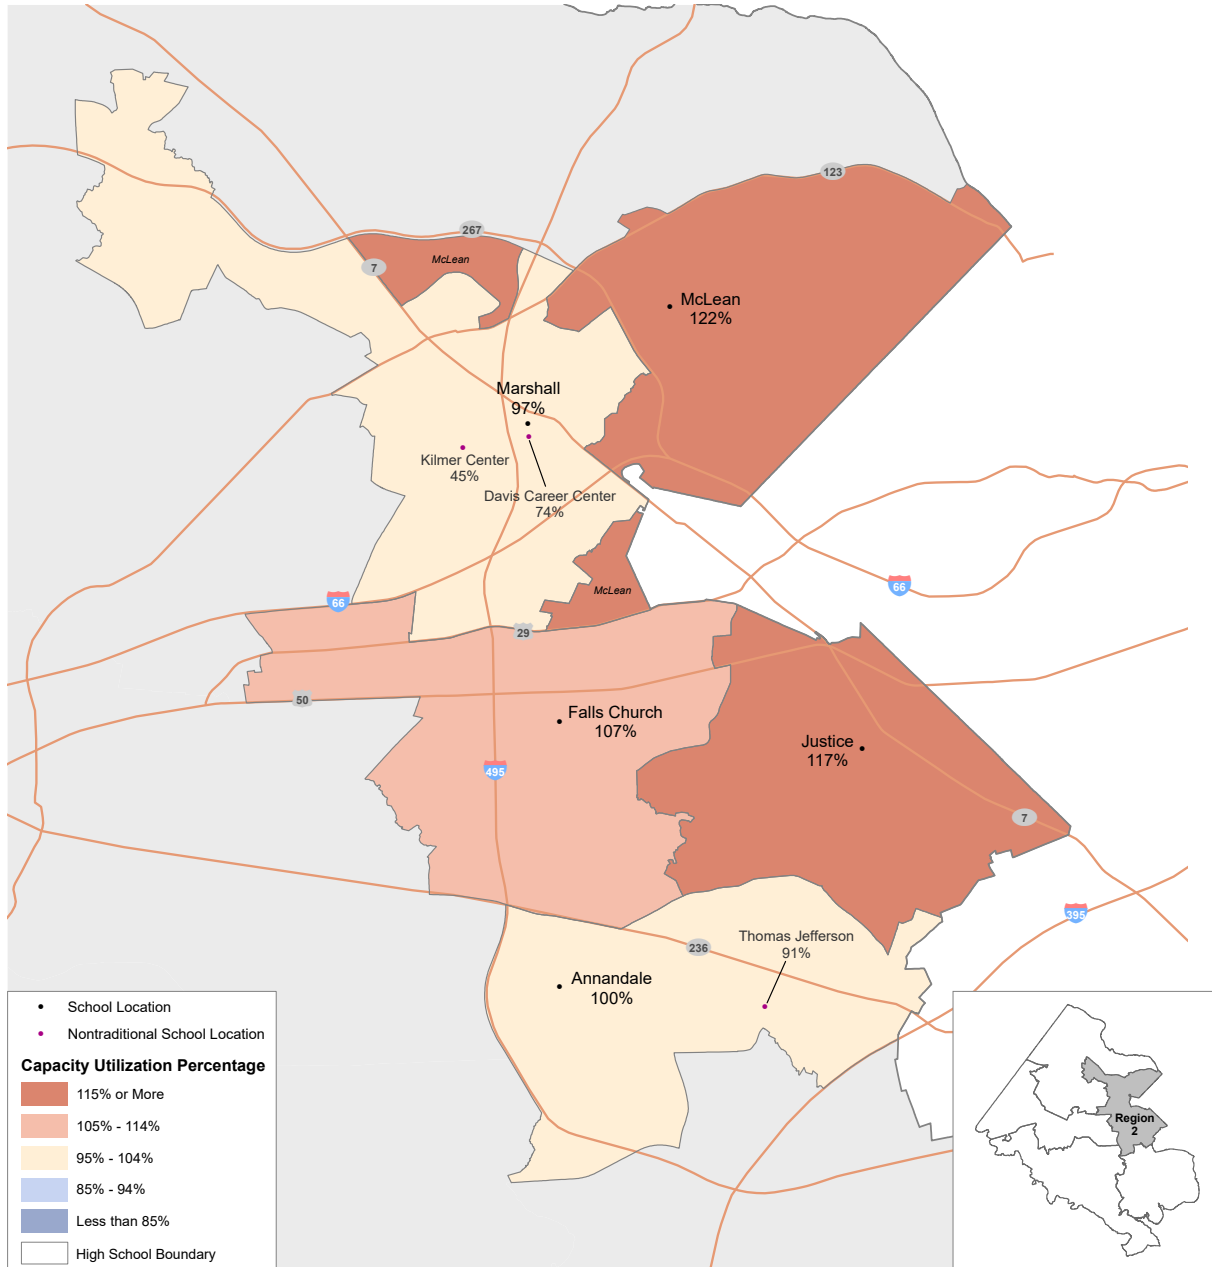 123
267
McLean
7
McLean
122%
Marshall
97%
Kilmer Center
45%
Davis Career Center
74%
66
McLean
66
29
50
Falls Church
107%
Justice
117%
495
7
395
236
Thomas Jefferson
91%
Annandale
100%
School Location
Nontraditional School Location
Capacity Utilization Percentage
115% or More
105% - 114%
95% - 104%
85% - 94%
Less than 85%
High School Boundary
Region
2